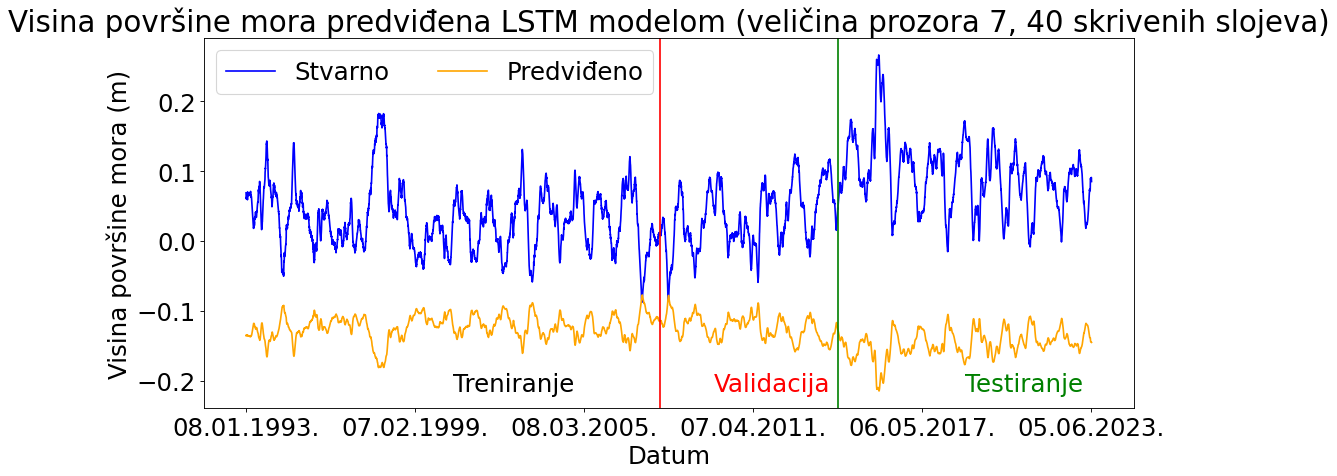 Visina površine mora predviđena LSTM modelom (veličina prozora 7, 40 skrivenih slojeva)
Stvarno
Predviđeno
Visina površine mora (m)
0.2
0.1
0.0
−0.1
−0.2
Treniranje
Validacija
Testiranje
08.01.1993.
07.02.1999.
08.03.2005.
07.04.2011.
06.05.2017.
05.06.2023.
Datum